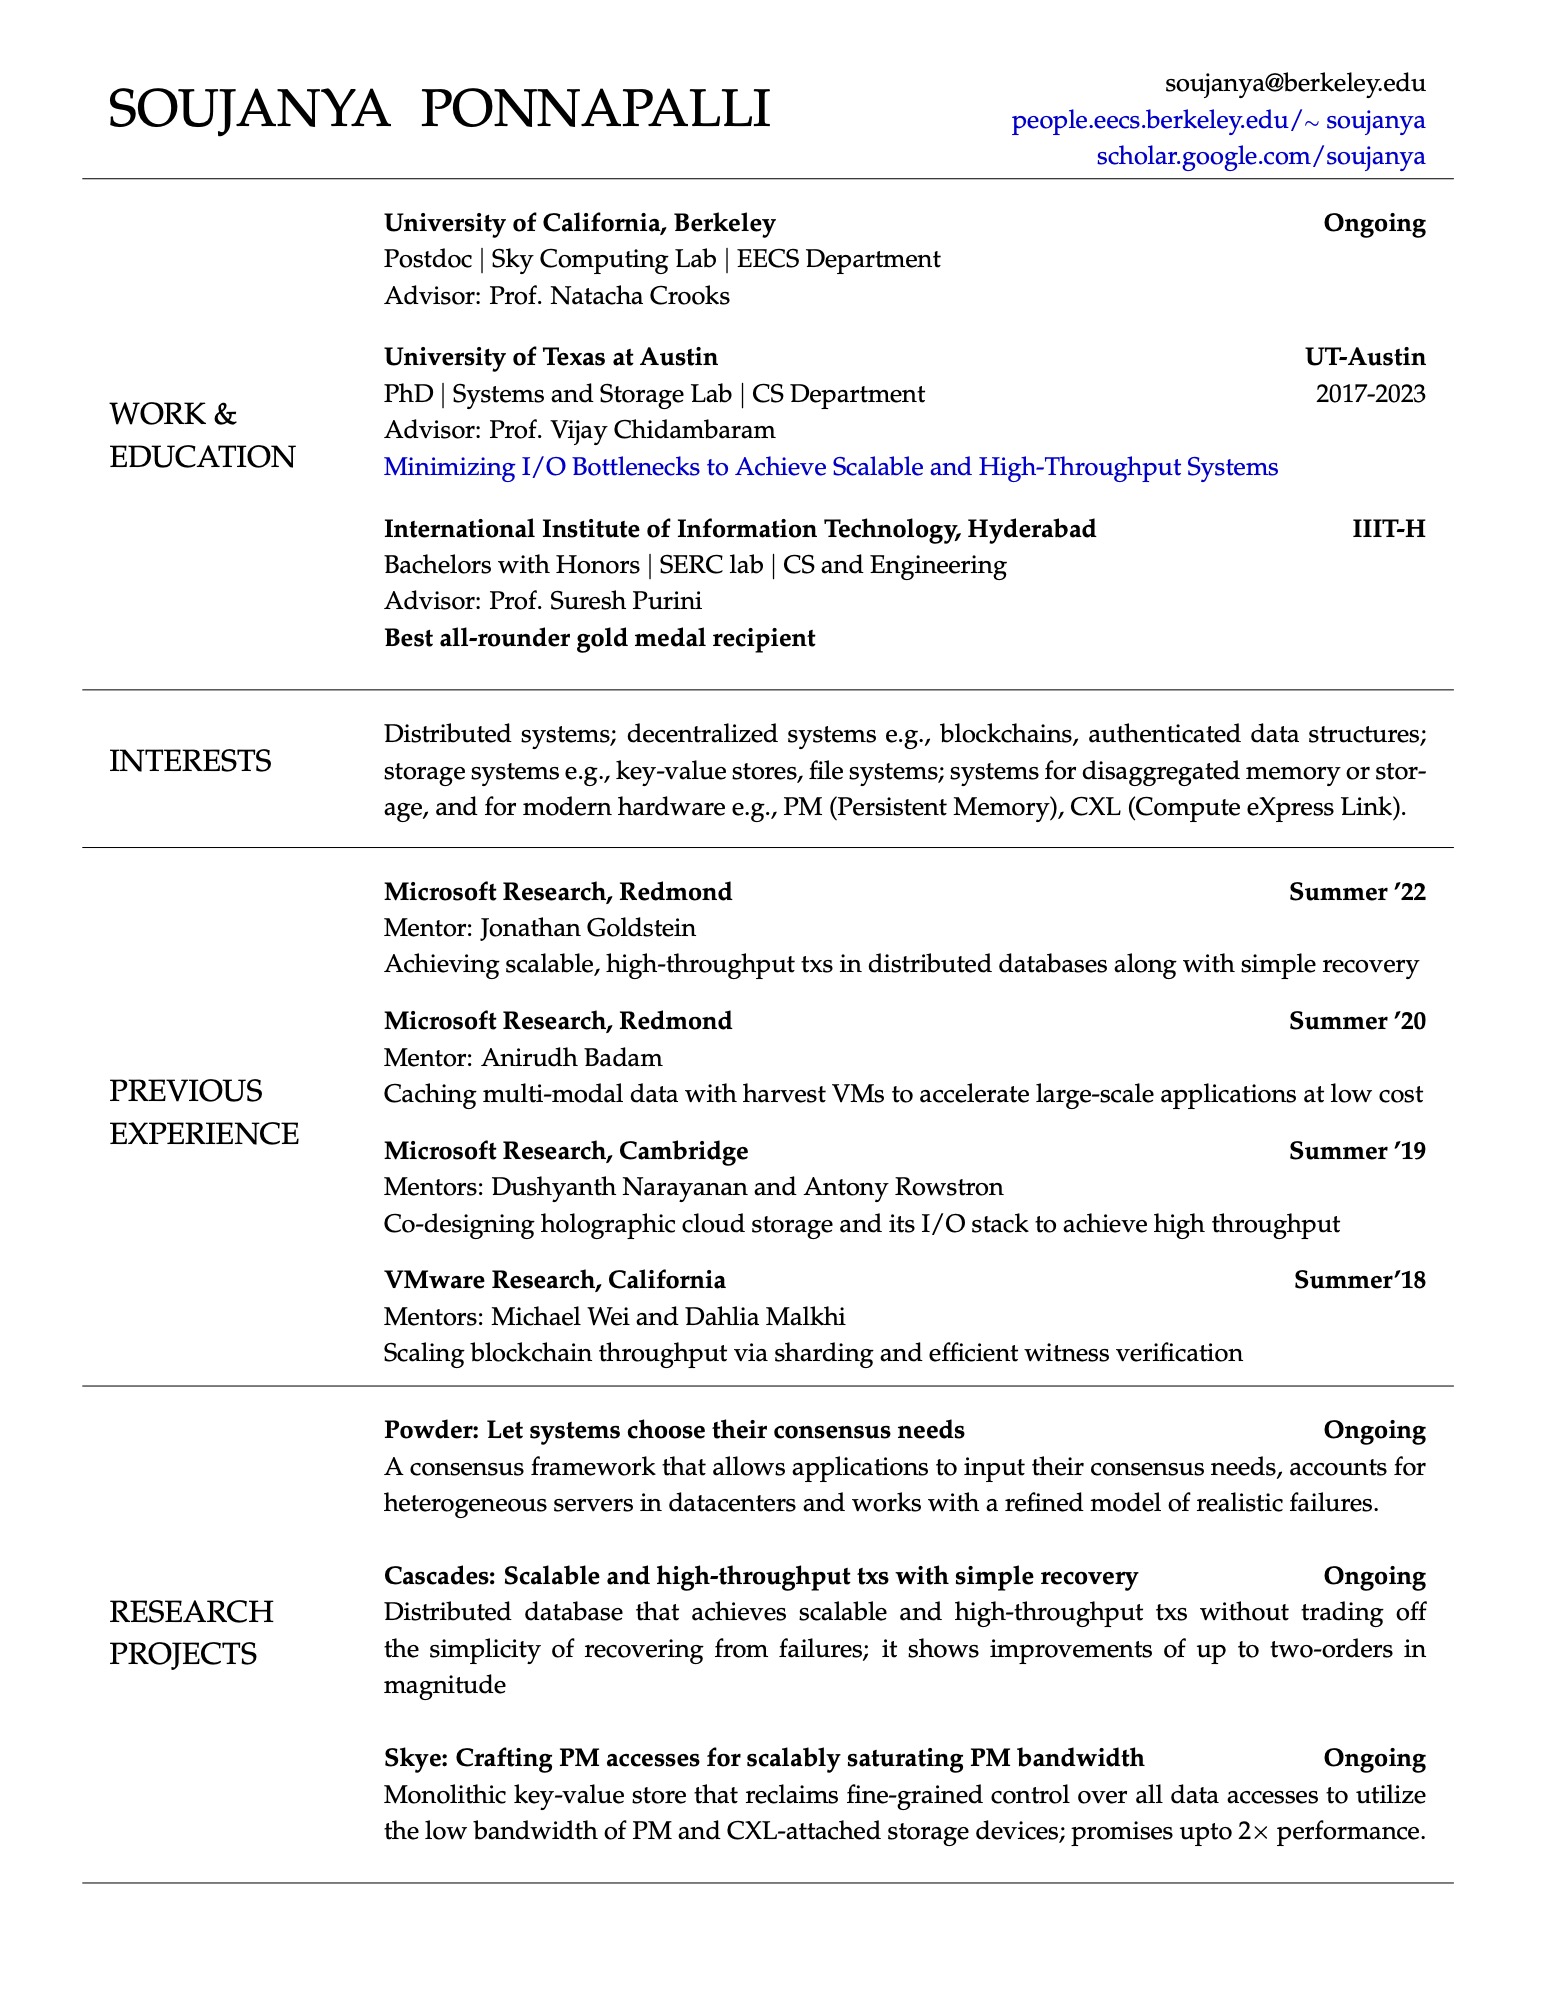 SOUJANYA PONNAPALLI
soujanya@berkeley.edu
people.eecs.berkeley.edu/~ soujanya
scholar.google.com/soujanya
WORK &
EDUCATION
University of California, Berkeley Ongoing
Postdoc | Sky Computing Lab | EECS Department
Advisor: Prof. Natacha Crooks
University of Texas at Austin UT-Austin
PhD | Systems and Storage Lab | CS Department 2017-2023
Advisor: Prof. Vijay Chidambaram
Minimizing I/O Bottlenecks to Achieve Scalable and High-Throughput Systems
International Institute of Information Technology, Hyderabad IIIT-H
Bachelors with Honors | SERC lab | CS and Engineering
Advisor: Prof. Suresh Purini
Best all-rounder gold medal recipient
INTERESTS
Distributed systems; decentralized systems e.g., blockchains, authenticated data structures;
storage systems e.g., key-value stores, file systems; systems for disaggregated memory or stor-
age, and for modern hardware e.g., PM (Persistent Memory), CXL (Compute eXpress Link).
PREVIOUS
EXPERIENCE
Microsoft Research, Redmond Summer ’22
Mentor: Jonathan Goldstein
Achieving scalable, high-throughput txs in distributed databases along with simple recovery
Microsoft Research, Redmond Summer ’20
Mentor: Anirudh Badam
Caching multi-modal data with harvest VMs to accelerate large-scale applications at low cost
Microsoft Research, Cambridge Summer ’19
Mentors: Dushyanth Narayanan and Antony Rowstron
Co-designing holographic cloud storage and its I/O stack to achieve high throughput
VMware Research, California Summer’18
Mentors: Michael Wei and Dahlia Malkhi
Scaling blockchain throughput via sharding and efficient witness verification
RESEARCH
PROJECTS
Powder: Let systems choose their consensus needs Ongoing
A consensus framework that allows applications to input their consensus needs, accounts for
heterogeneous servers in datacenters and works with a refined model of realistic failures.
Cascades: Scalable and high-throughput txs with simple recovery Ongoing
Distributed database that achieves scalable and high-throughput txs without trading off
the simplicity of recovering from failures; it shows improvements of up to two-orders in
magnitude
Skye: Crafting PM accesses for scalably saturating PM bandwidth Ongoing
Monolithic key-value store that reclaims fine-grained control over all data accesses to utilize
the low bandwidth of PM and CXL-attached storage devices; promises upto 2× performance.